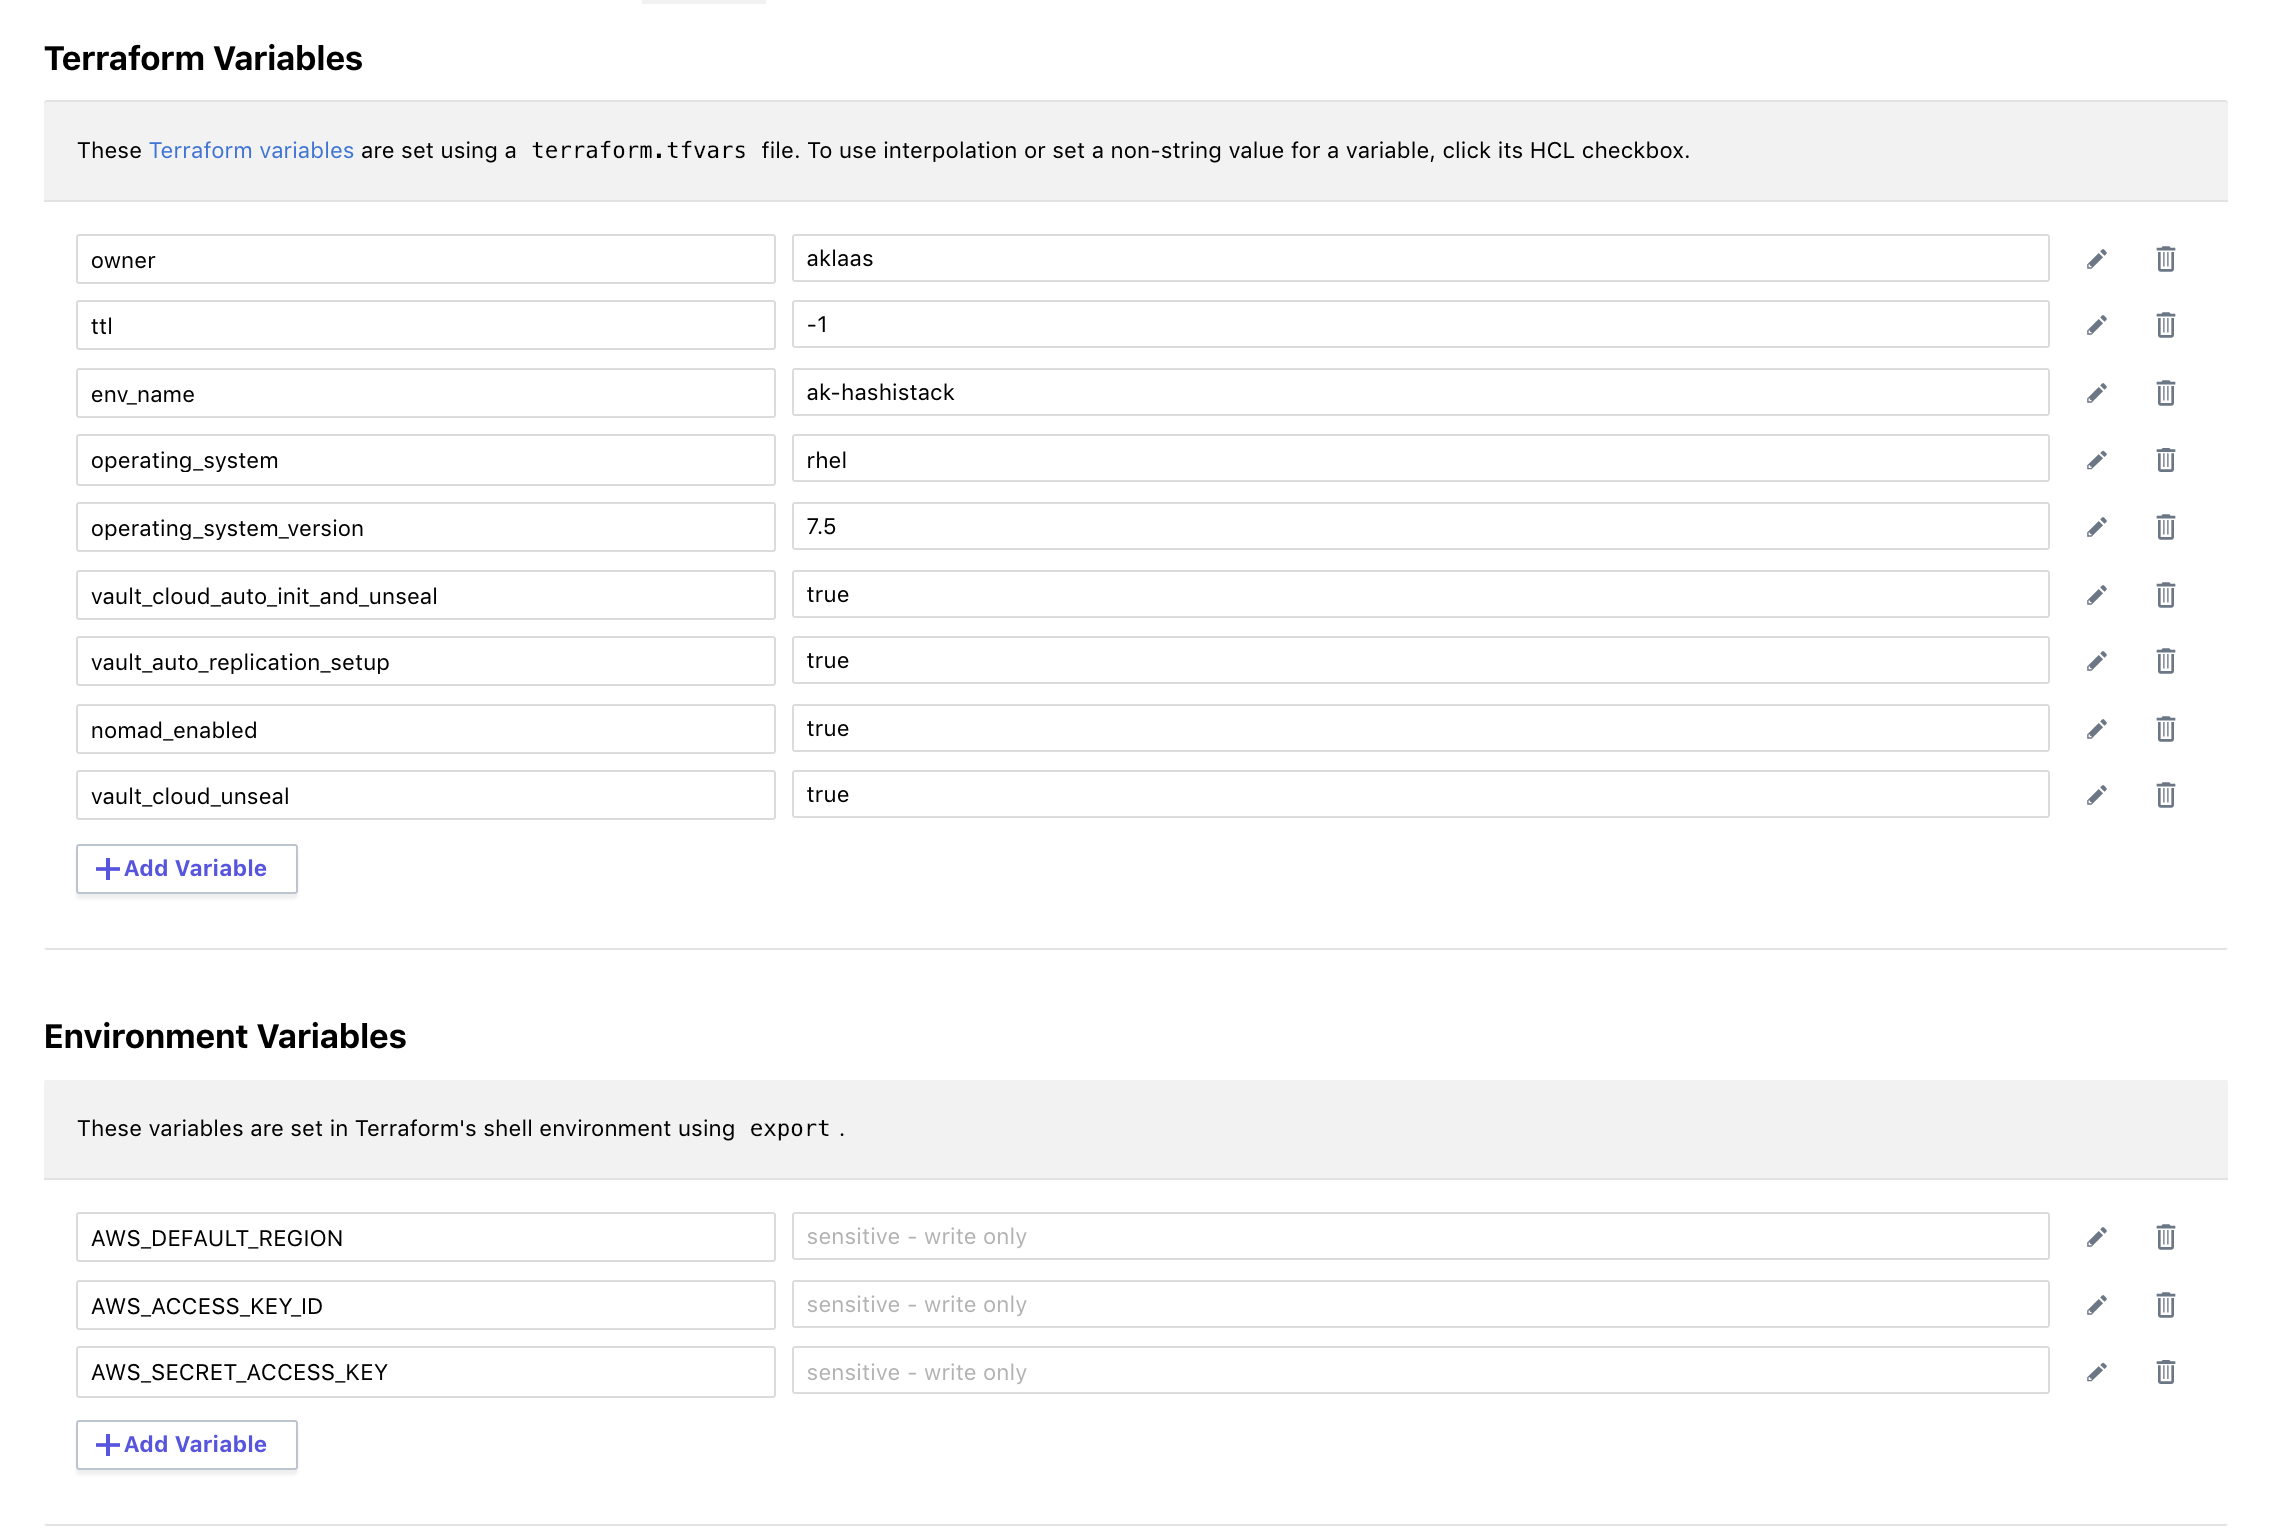 Terraform Variables
These Terraform variables are set using a terraform.tfvars file. To use interpolation or set a non-string value for a variable, click its HCL checkbox.
owner aklaas
ttl -1
env_name ak-hashistack
operating_system rhel
operating_system_version 7.5
vault_cloud_auto_init_and_unseal true
vault_auto_replication_setup true
nomad_enabled true
vault_cloud_unseal true
+ Add Variable
Environment Variables
These variables are set in Terraform's shell environment using export .
AWS_DEFAULT_REGION sensitive - write only
AWS_ACCESS_KEY_ID sensitive - write only
AWS_SECRET_ACCESS_KEY sensitive - write only
+ Add Variable